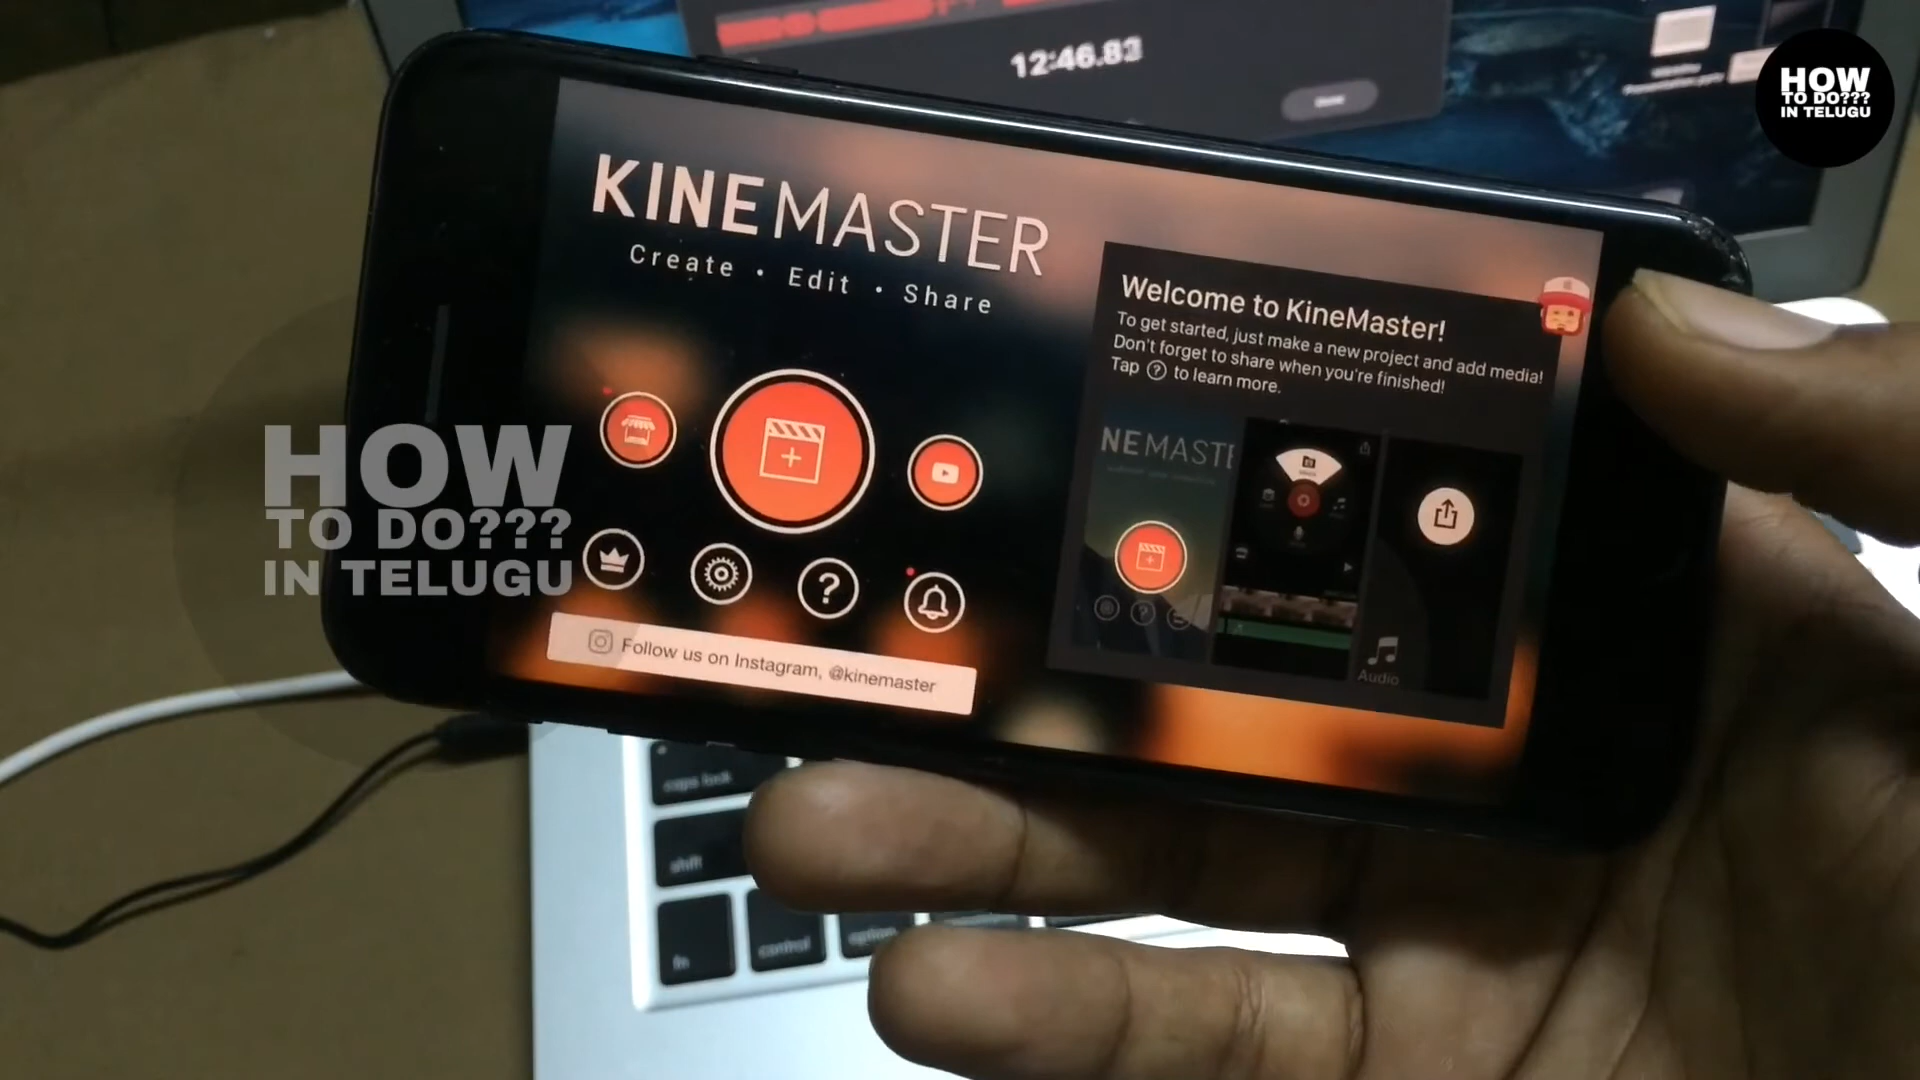 12:46.82
HOW
TO DO???
IN TELUGU
KINEMASTER
Create • Edit • Share
Welcome to KineMaster!
To get started, just make a new project and add media!
Don't forget to share when you're finished!
Tap ? to learn more.
NEMASTE
Audio
Follow us on Instagram, @kinemaster
HOW
TO DO???
IN TELUGU
caps lock
shift
fn
control
option